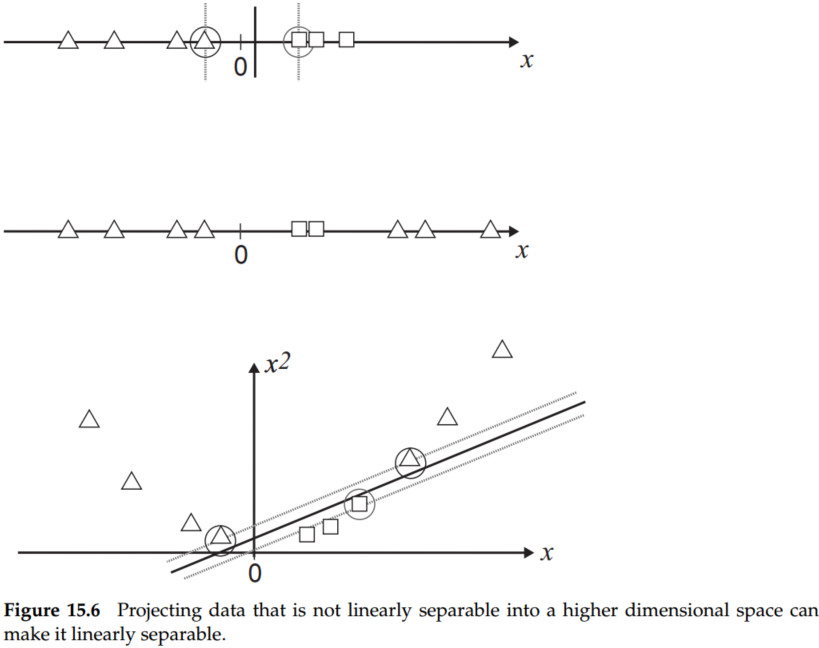 0
x
0
x
x2
x
0
Figure 15.6 Projecting data that is not linearly separable into a higher dimensional space can
make it linearly separable.